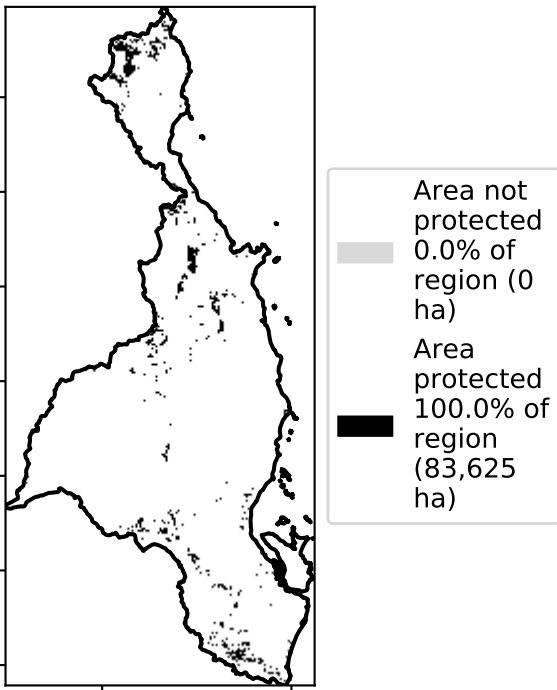 Area not
protected
0.0% of
region (0
ha)
Area
protected
100.0% of
region
(83,625
ha)